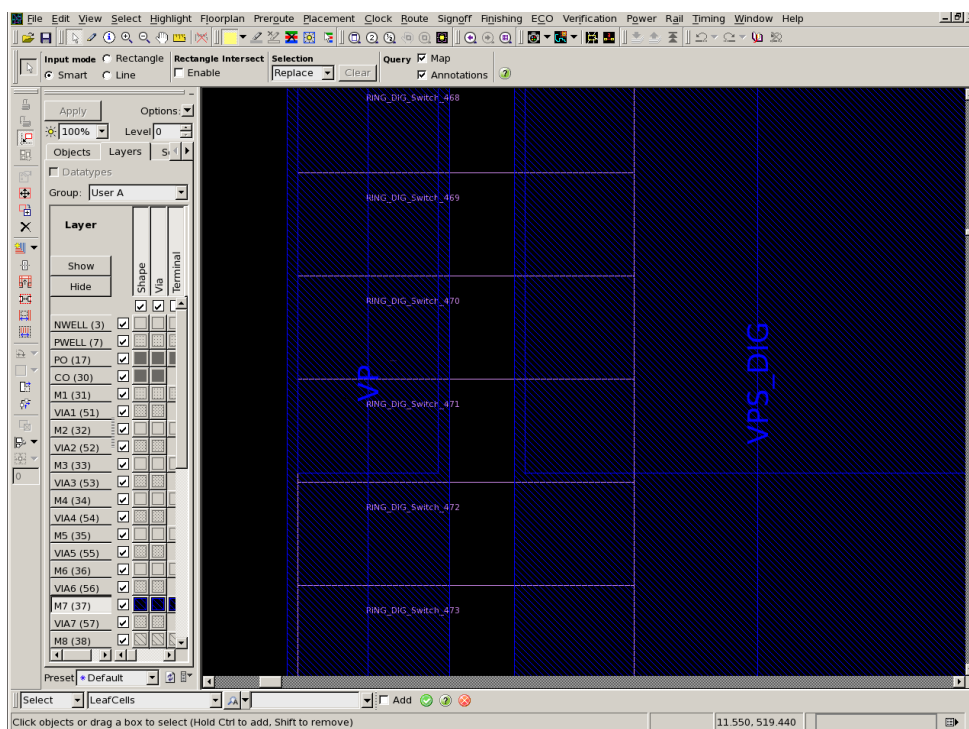 File Edit View Select Highlight Floorplan Preroute Placement Clock Route Signoff Finishing ECO Verification Power Rail Timing Window Help
Input mode Rectangle Rectangle Intersect Selection Query Map
Smart Line Enable Replace Clear Annotations
Apply Options:
100% Level 0
Objects Layers
Datatypes
Group: User A
Layer
Show
Hide
Shape
Via
Terminal
NWELL (3)
PWELL (7)
PO (17)
CO (30)
M1 (31)
VIA1 (51)
M2 (32)
VIA2 (52)
M3 (33)
VIA3 (53)
M4 (34)
VIA4 (54)
M5 (35)
VIA5 (55)
M6 (36)
VIA6 (56)
M7 (37)
VIA7 (57)
M8 (38)
Preset *Default
0
RING_DIG_Switch_468
RING_DIG_Switch_469
RING_DIG_Switch_470
RING_DIG_Switch_471
RING_DIG_Switch_472
RING_DIG_Switch_473
VP
VPS_DIG
Select LeafCells Add
Click objects or drag a box to select (Hold Ctrl to add, Shift to remove) 11.550, 519.440